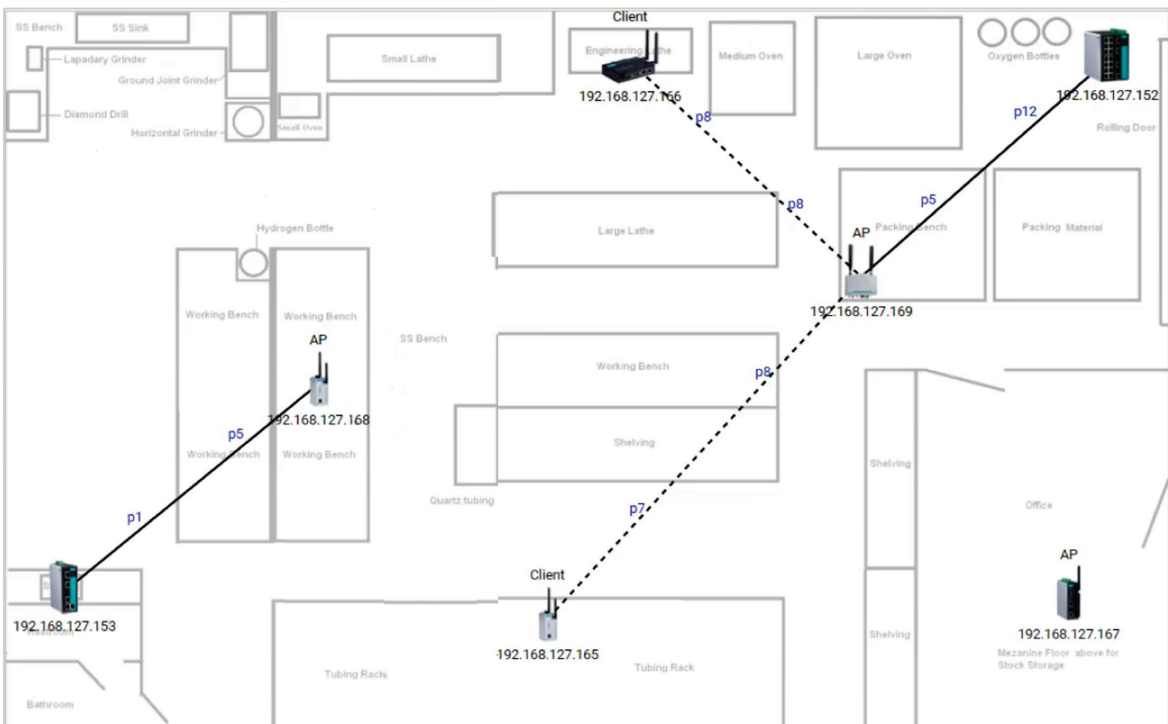 Client
SS Bench
SS Sink
Lapadary Grinder
Ground Joint Grinder
Small Lathe
Engineering Lathe
Medium Oven
Large Oven
Oxygen Bottles
192.168.127.166
192.168.127.152
Diamond Drill
Horizontal Grinder
Small Oven
p8
p12
Rolling Door
p8
p5
Hydrogen Bottle
Large Lathe
AP
Packing Bench
Packing Material
192.168.127.169
Working Bench
Working Bench
AP
SS Bench
Working Bench
p8
192.168.127.168
p5
Shelving
Working Bench
Working Bench
Shelving
Quartz tubing
p7
Office
p1
AP
Client
192.168.127.153
Restroom
192.168.127.165
192.168.127.167
Shelving
Mezanine Floor above for
Stock Storage
Tubing Rack
Tubing Rack
Bathroom